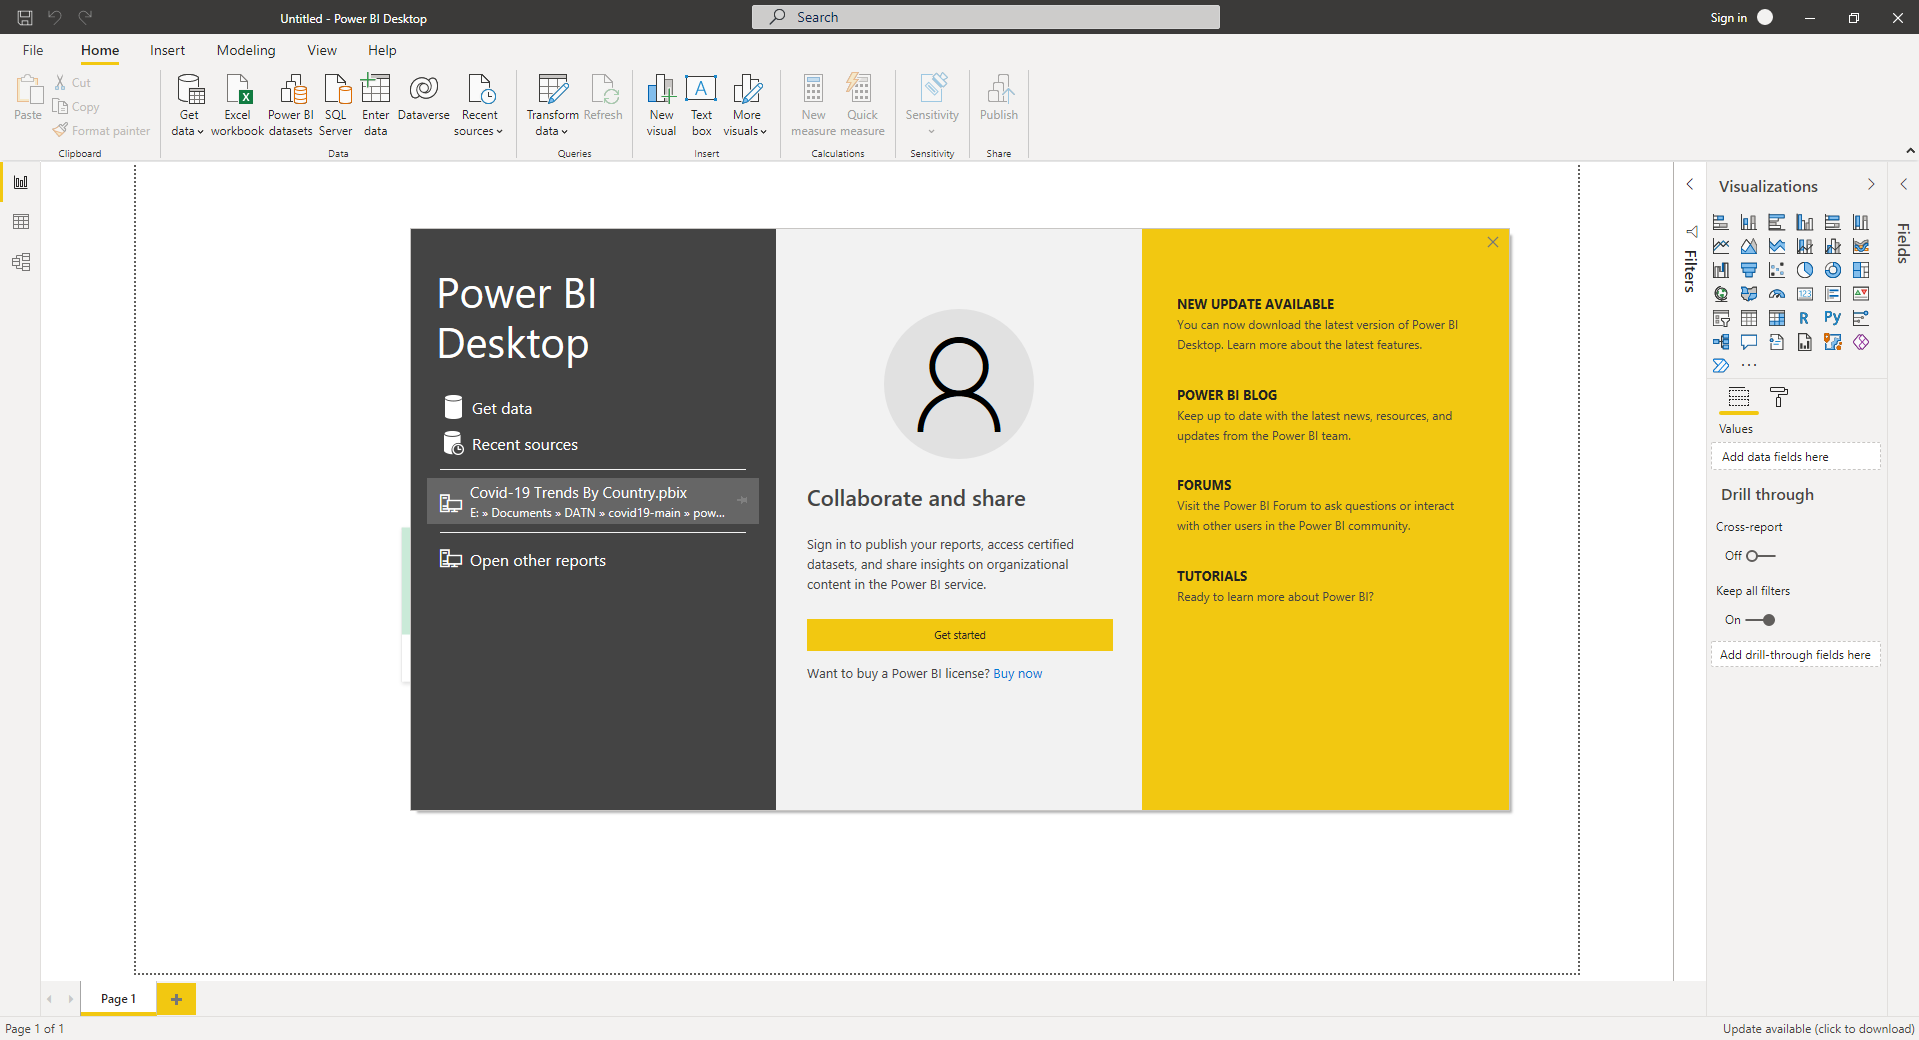 Untitled - Power BI Desktop
Search
Sign in
File Home Insert Modeling View Help
Paste
Cut
Copy
Format painter
Clipboard
Get data
Excel workbook
Power BI datasets
SQL Server
Enter data
Dataverse
Recent sources
Data
Transform data
Refresh
Queries
New visual
Text box
More visuals
Insert
New measure
Quick measure
Calculations
Sensitivity
Sensitivity
Publish
Share
Power BI
Desktop
Get data
Recent sources
Covid-19 Trends By Country.pbix
E: » Documents » DATN » covid19-main » pow...
Open other reports
Collaborate and share
Sign in to publish your reports, access certified
datasets, and share insights on organizational
content in the Power BI service.
Get started
Want to buy a Power BI license? Buy now
NEW UPDATE AVAILABLE
You can now download the latest version of Power BI
Desktop. Learn more about the latest features.
POWER BI BLOG
Keep up to date with the latest news, resources, and
updates from the Power BI team.
FORUMS
Visit the Power BI Forum to ask questions or interact
with other users in the Power BI community.
TUTORIALS
Ready to learn more about Power BI?
Filters
Visualizations
123
R
Py
Values
Add data fields here
Drill through
Cross-report
Off
Keep all filters
On
Add drill-through fields here
Fields
Page 1
Page 1 of 1
Update available (click to download)